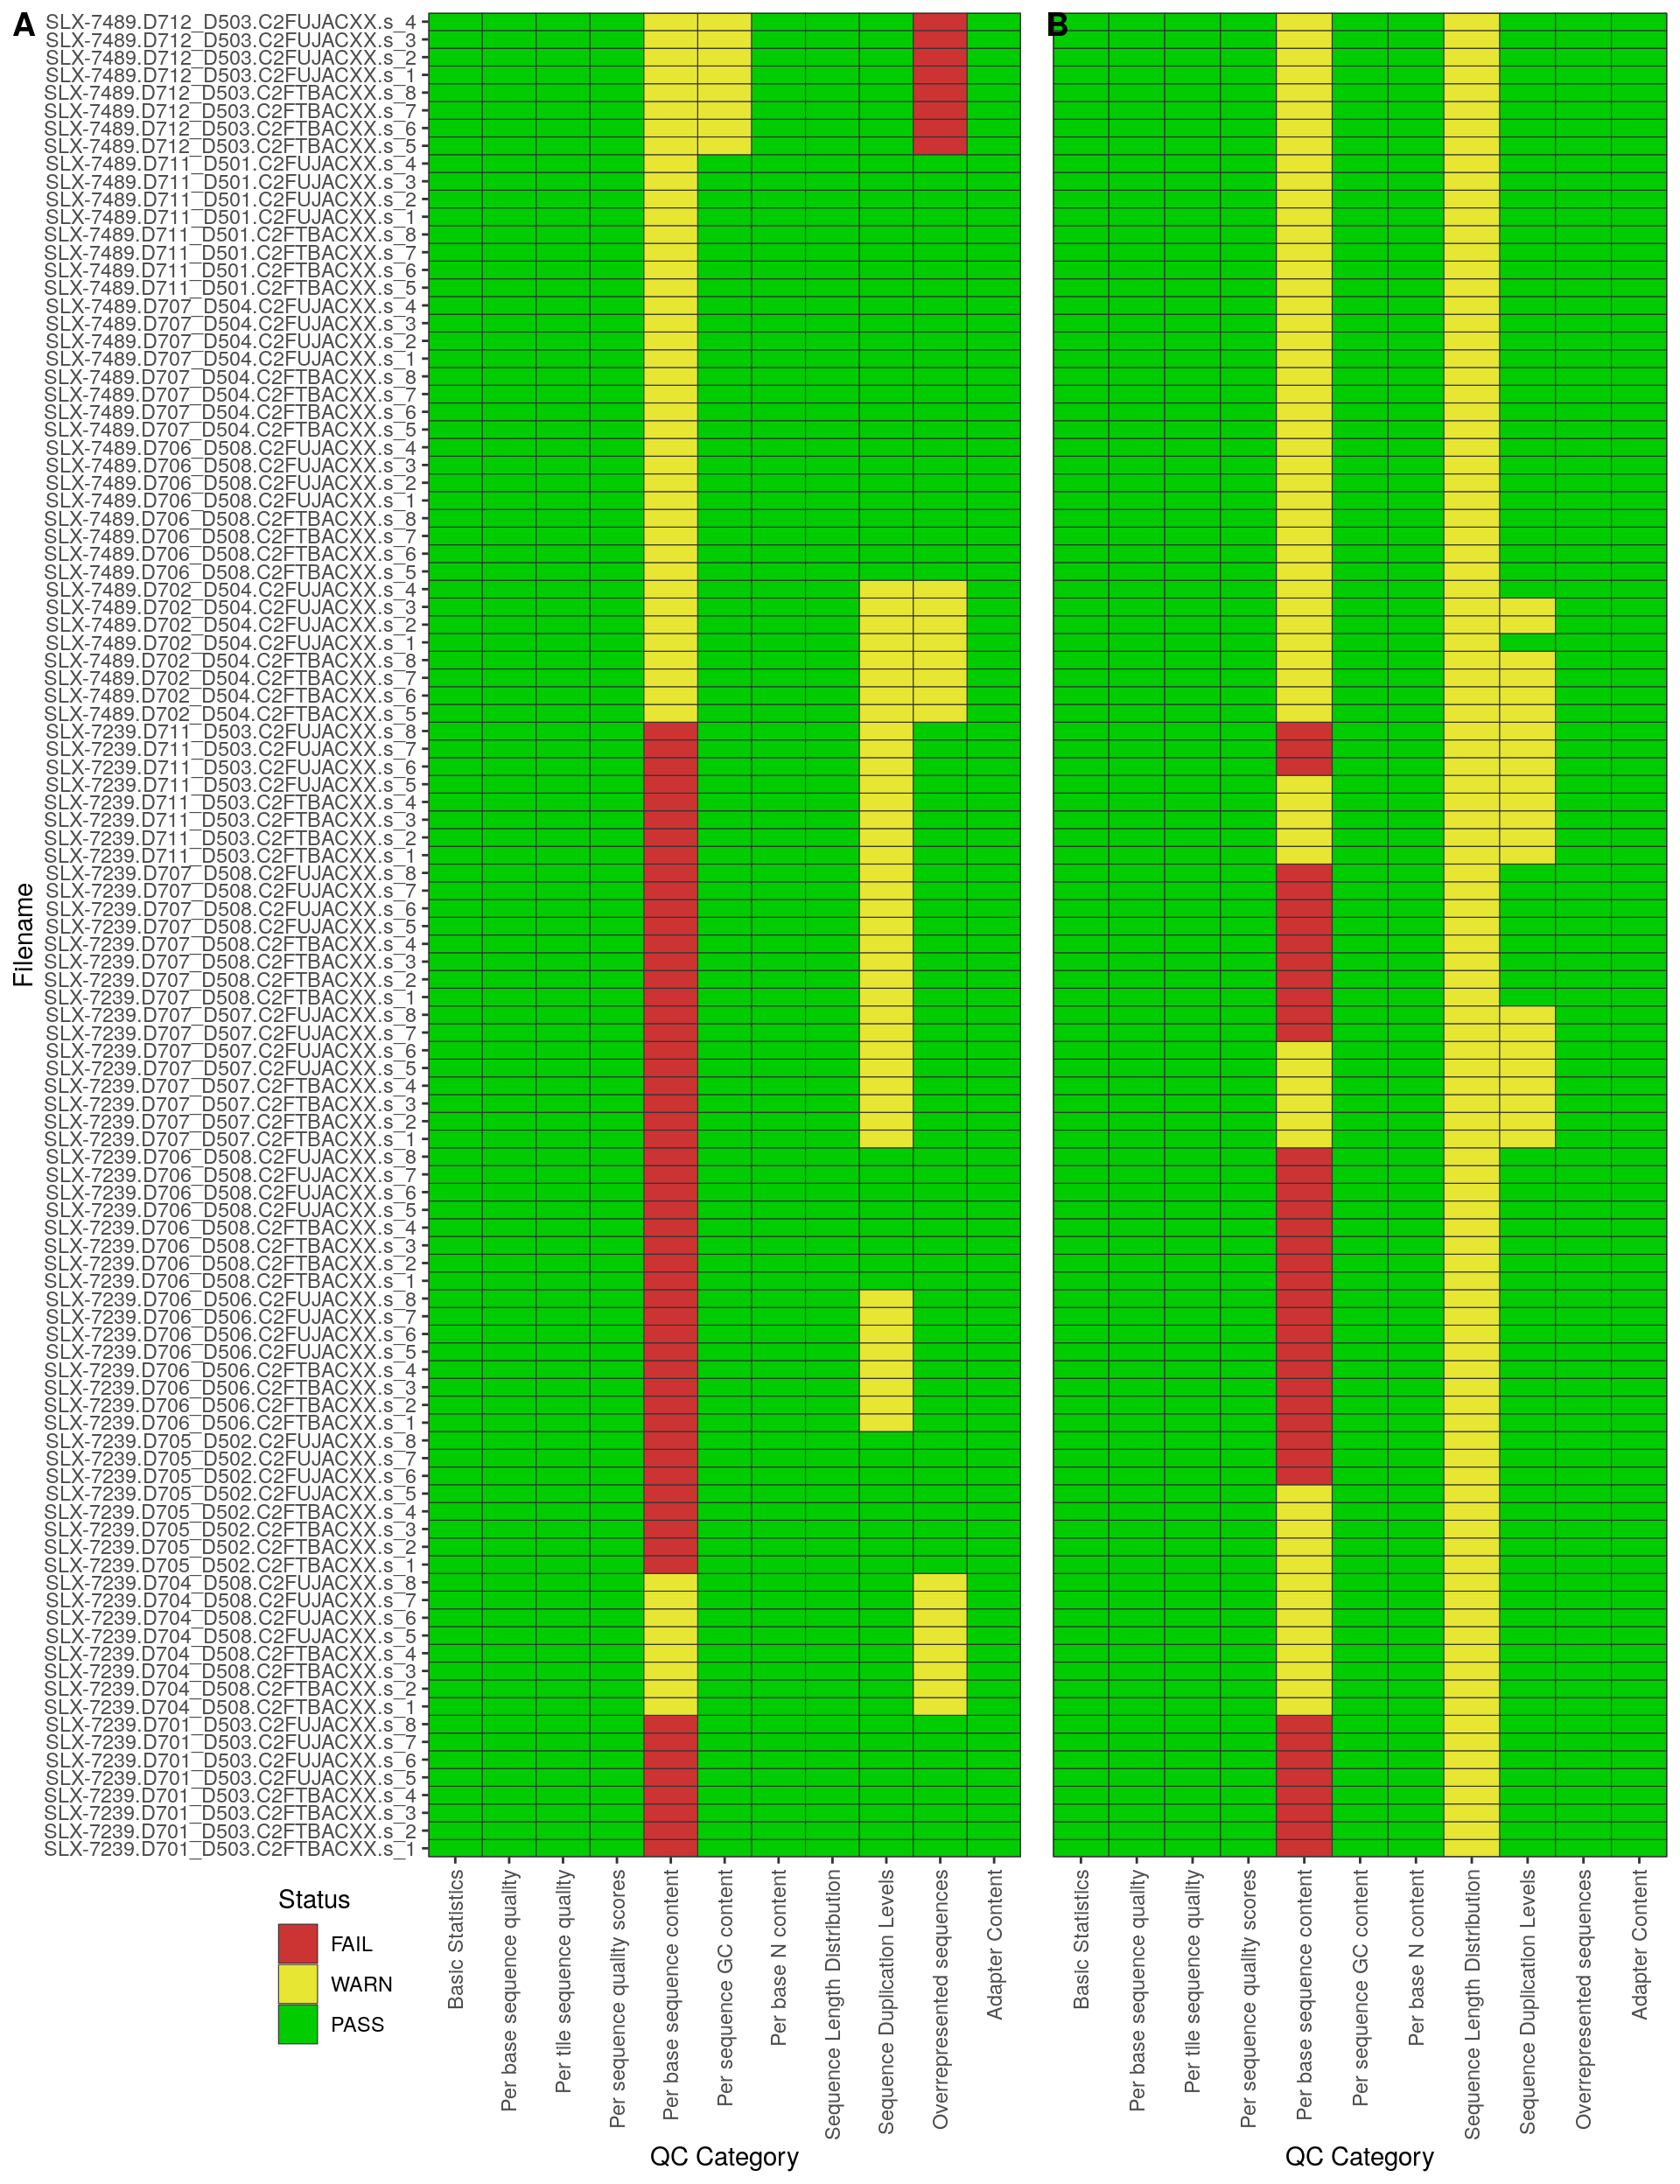 A
B
SLX-7489.D712_D503.C2FUJACXX.s_4
SLX-7489.D712_D503.C2FUJACXX.s_3
SLX-7489.D712_D503.C2FUJACXX.s_2
SLX-7489.D712_D503.C2FUJACXX.s_1
SLX-7489.D712_D503.C2FTBACXX.s_8
SLX-7489.D712_D503.C2FTBACXX.s_7
SLX-7489.D712_D503.C2FTBACXX.s_6
SLX-7489.D712_D503.C2FTBACXX.s_5
SLX-7489.D711_D501.C2FUJACXX.s_4
SLX-7489.D711_D501.C2FUJACXX.s_3
SLX-7489.D711_D501.C2FUJACXX.s_2
SLX-7489.D711_D501.C2FUJACXX.s_1
SLX-7489.D711_D501.C2FTBACXX.s_8
SLX-7489.D711_D501.C2FTBACXX.s_7
SLX-7489.D711_D501.C2FTBACXX.s_6
SLX-7489.D711_D501.C2FTBACXX.s_5
SLX-7489.D707_D504.C2FUJACXX.s_4
SLX-7489.D707_D504.C2FUJACXX.s_3
SLX-7489.D707_D504.C2FUJACXX.s_2
SLX-7489.D707_D504.C2FUJACXX.s_1
SLX-7489.D707_D504.C2FTBACXX.s_8
SLX-7489.D707_D504.C2FTBACXX.s_7
SLX-7489.D707_D504.C2FTBACXX.s_6
SLX-7489.D707_D504.C2FTBACXX.s_5
SLX-7489.D706_D508.C2FUJACXX.s_4
SLX-7489.D706_D508.C2FUJACXX.s_3
SLX-7489.D706_D508.C2FUJACXX.s_2
SLX-7489.D706_D508.C2FUJACXX.s_1
SLX-7489.D706_D508.C2FTBACXX.s_8
SLX-7489.D706_D508.C2FTBACXX.s_7
SLX-7489.D706_D508.C2FTBACXX.s_6
SLX-7489.D706_D508.C2FTBACXX.s_5
SLX-7489.D702_D504.C2FUJACXX.s_4
SLX-7489.D702_D504.C2FUJACXX.s_3
SLX-7489.D702_D504.C2FUJACXX.s_2
SLX-7489.D702_D504.C2FUJACXX.s_1
SLX-7489.D702_D504.C2FTBACXX.s_8
SLX-7489.D702_D504.C2FTBACXX.s_7
SLX-7489.D702_D504.C2FTBACXX.s_6
SLX-7489.D702_D504.C2FTBACXX.s_5
SLX-7239.D711_D503.C2FUJACXX.s_8
SLX-7239.D711_D503.C2FUJACXX.s_7
SLX-7239.D711_D503.C2FUJACXX.s_6
SLX-7239.D711_D503.C2FUJACXX.s_5
SLX-7239.D711_D503.C2FTBACXX.s_4
SLX-7239.D711_D503.C2FTBACXX.s_3
SLX-7239.D711_D503.C2FTBACXX.s_2
SLX-7239.D711_D503.C2FTBACXX.s_1
SLX-7239.D707_D508.C2FUJACXX.s_8
SLX-7239.D707_D508.C2FUJACXX.s_7
SLX-7239.D707_D508.C2FUJACXX.s_6
SLX-7239.D707_D508.C2FUJACXX.s_5
SLX-7239.D707_D508.C2FTBACXX.s_4
SLX-7239.D707_D508.C2FTBACXX.s_3
SLX-7239.D707_D508.C2FTBACXX.s_2
SLX-7239.D707_D508.C2FTBACXX.s_1
SLX-7239.D707_D507.C2FUJACXX.s_8
SLX-7239.D707_D507.C2FUJACXX.s_7
SLX-7239.D707_D507.C2FUJACXX.s_6
SLX-7239.D707_D507.C2FUJACXX.s_5
SLX-7239.D707_D507.C2FTBACXX.s_4
SLX-7239.D707_D507.C2FTBACXX.s_3
SLX-7239.D707_D507.C2FTBACXX.s_2
SLX-7239.D707_D507.C2FTBACXX.s_1
SLX-7239.D706_D508.C2FUJACXX.s_8
SLX-7239.D706_D508.C2FUJACXX.s_7
SLX-7239.D706_D508.C2FUJACXX.s_6
SLX-7239.D706_D508.C2FUJACXX.s_5
SLX-7239.D706_D508.C2FTBACXX.s_4
SLX-7239.D706_D508.C2FTBACXX.s_3
SLX-7239.D706_D508.C2FTBACXX.s_2
SLX-7239.D706_D508.C2FTBACXX.s_1
SLX-7239.D706_D506.C2FUJACXX.s_8
SLX-7239.D706_D506.C2FUJACXX.s_7
SLX-7239.D706_D506.C2FUJACXX.s_6
SLX-7239.D706_D506.C2FUJACXX.s_5
SLX-7239.D706_D506.C2FTBACXX.s_4
SLX-7239.D706_D506.C2FTBACXX.s_3
SLX-7239.D706_D506.C2FTBACXX.s_2
SLX-7239.D706_D506.C2FTBACXX.s_1
SLX-7239.D705_D502.C2FUJACXX.s_8
SLX-7239.D705_D502.C2FUJACXX.s_7
SLX-7239.D705_D502.C2FUJACXX.s_6
SLX-7239.D705_D502.C2FUJACXX.s_5
SLX-7239.D705_D502.C2FTBACXX.s_4
SLX-7239.D705_D502.C2FTBACXX.s_3
SLX-7239.D705_D502.C2FTBACXX.s_2
SLX-7239.D705_D502.C2FTBACXX.s_1
SLX-7239.D704_D508.C2FUJACXX.s_8
SLX-7239.D704_D508.C2FUJACXX.s_7
SLX-7239.D704_D508.C2FUJACXX.s_6
SLX-7239.D704_D508.C2FUJACXX.s_5
SLX-7239.D704_D508.C2FTBACXX.s_4
SLX-7239.D704_D508.C2FTBACXX.s_3
SLX-7239.D704_D508.C2FTBACXX.s_2
SLX-7239.D704_D508.C2FTBACXX.s_1
SLX-7239.D701_D503.C2FUJACXX.s_8
SLX-7239.D701_D503.C2FUJACXX.s_7
SLX-7239.D701_D503.C2FUJACXX.s_6
SLX-7239.D701_D503.C2FUJACXX.s_5
SLX-7239.D701_D503.C2FTBACXX.s_4
SLX-7239.D701_D503.C2FTBACXX.s_3
SLX-7239.D701_D503.C2FTBACXX.s_2
SLX-7239.D701_D503.C2FTBACXX.s_1
Filename
Status
FAIL
WARN
PASS
Basic Statistics
Per base sequence quality
Per tile sequence quality
Per sequence quality scores
Per base sequence content
Per sequence GC content
Per base N content
Sequence Length Distribution
Sequence Duplication Levels
Overrepresented sequences
Adapter Content
QC Category
Basic Statistics
Per base sequence quality
Per tile sequence quality
Per sequence quality scores
Per base sequence content
Per sequence GC content
Per base N content
Sequence Length Distribution
Sequence Duplication Levels
Overrepresented sequences
Adapter Content
QC Category